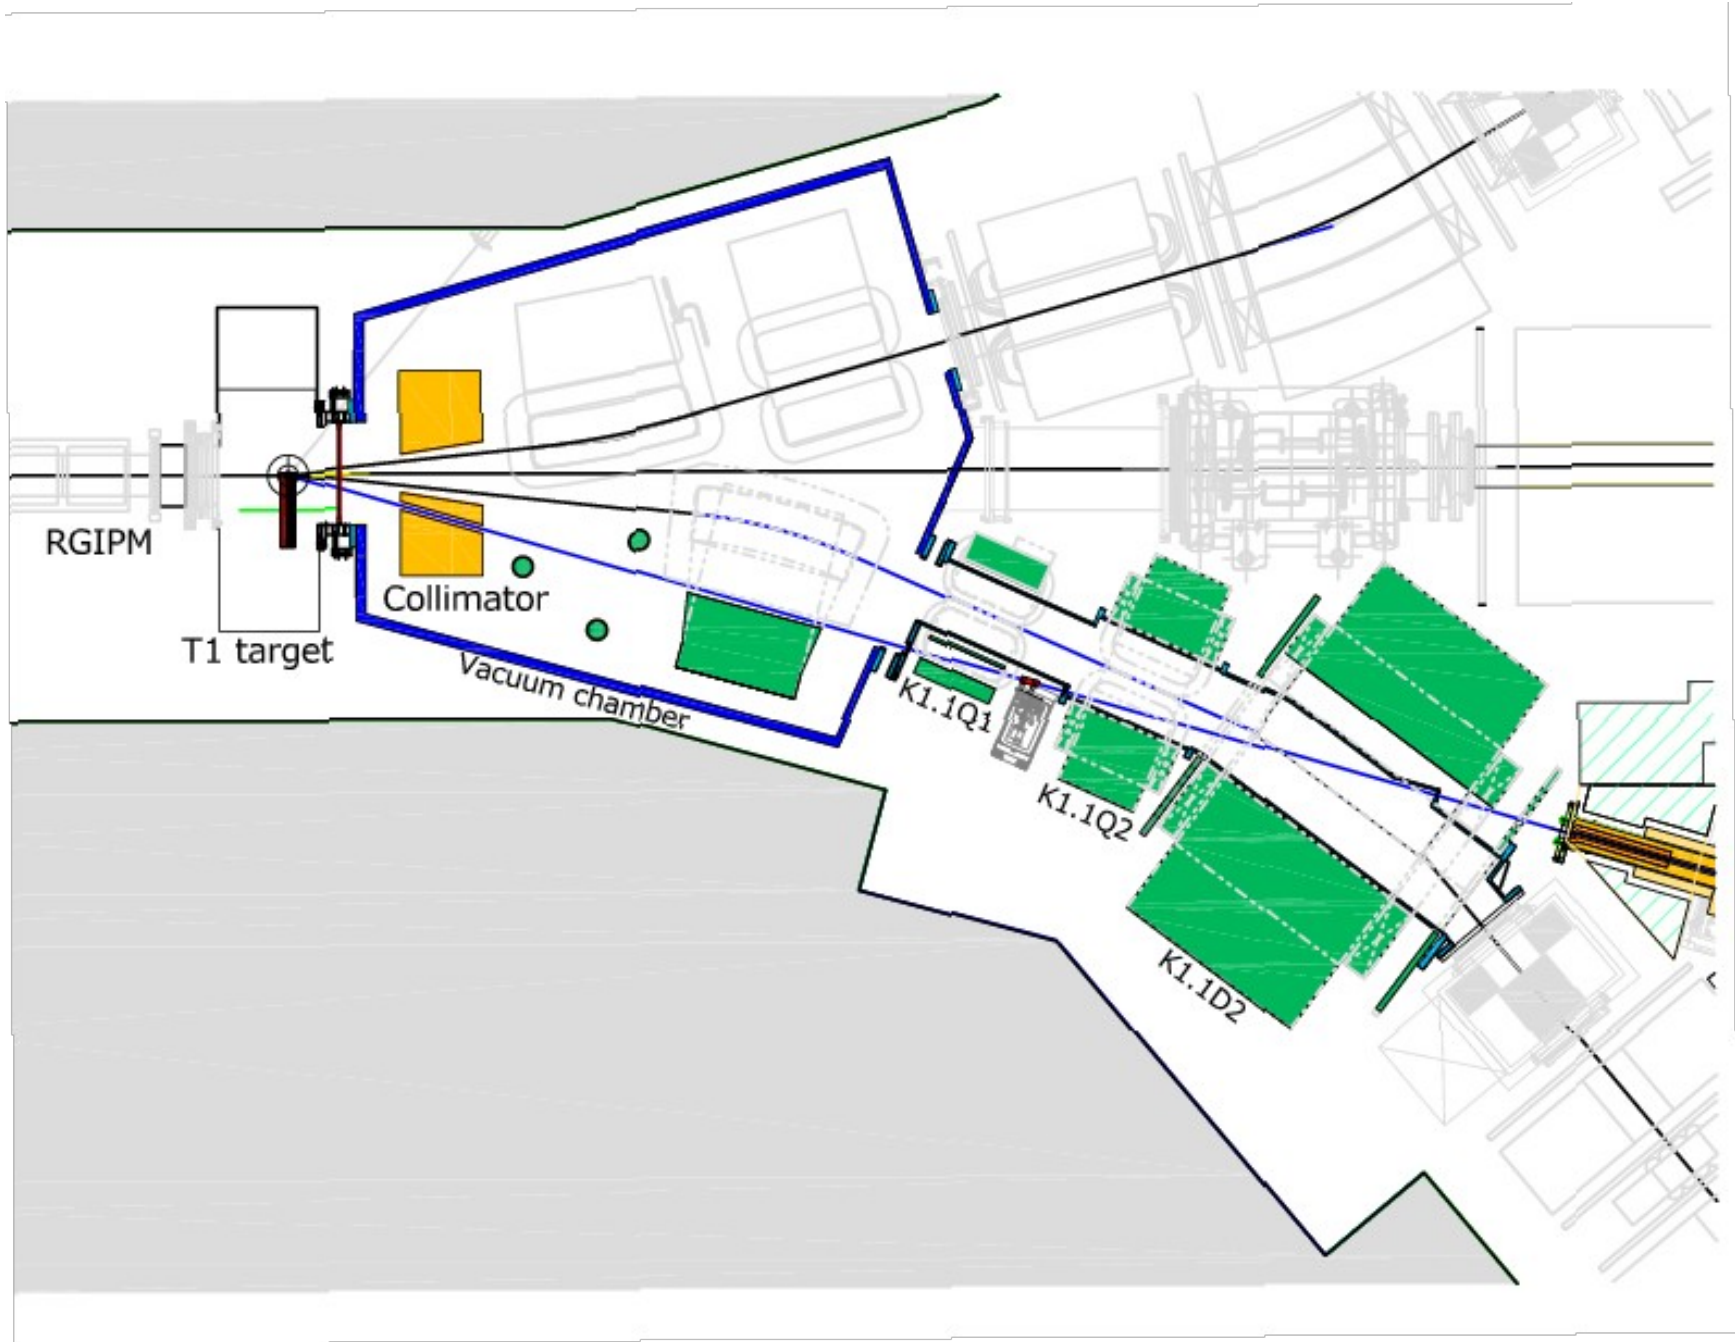 RGIPM
T1 target
Collimator
Vacuum chamber
K1.1Q1
K1.1Q2
K1.1D2